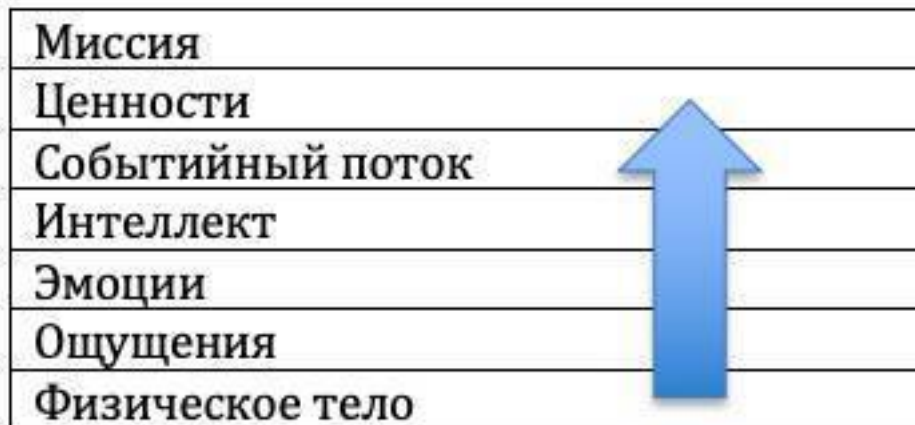 Миссия
Ценности
Событийный поток
Интеллект
Эмоции
Ощущения
Физическое тело